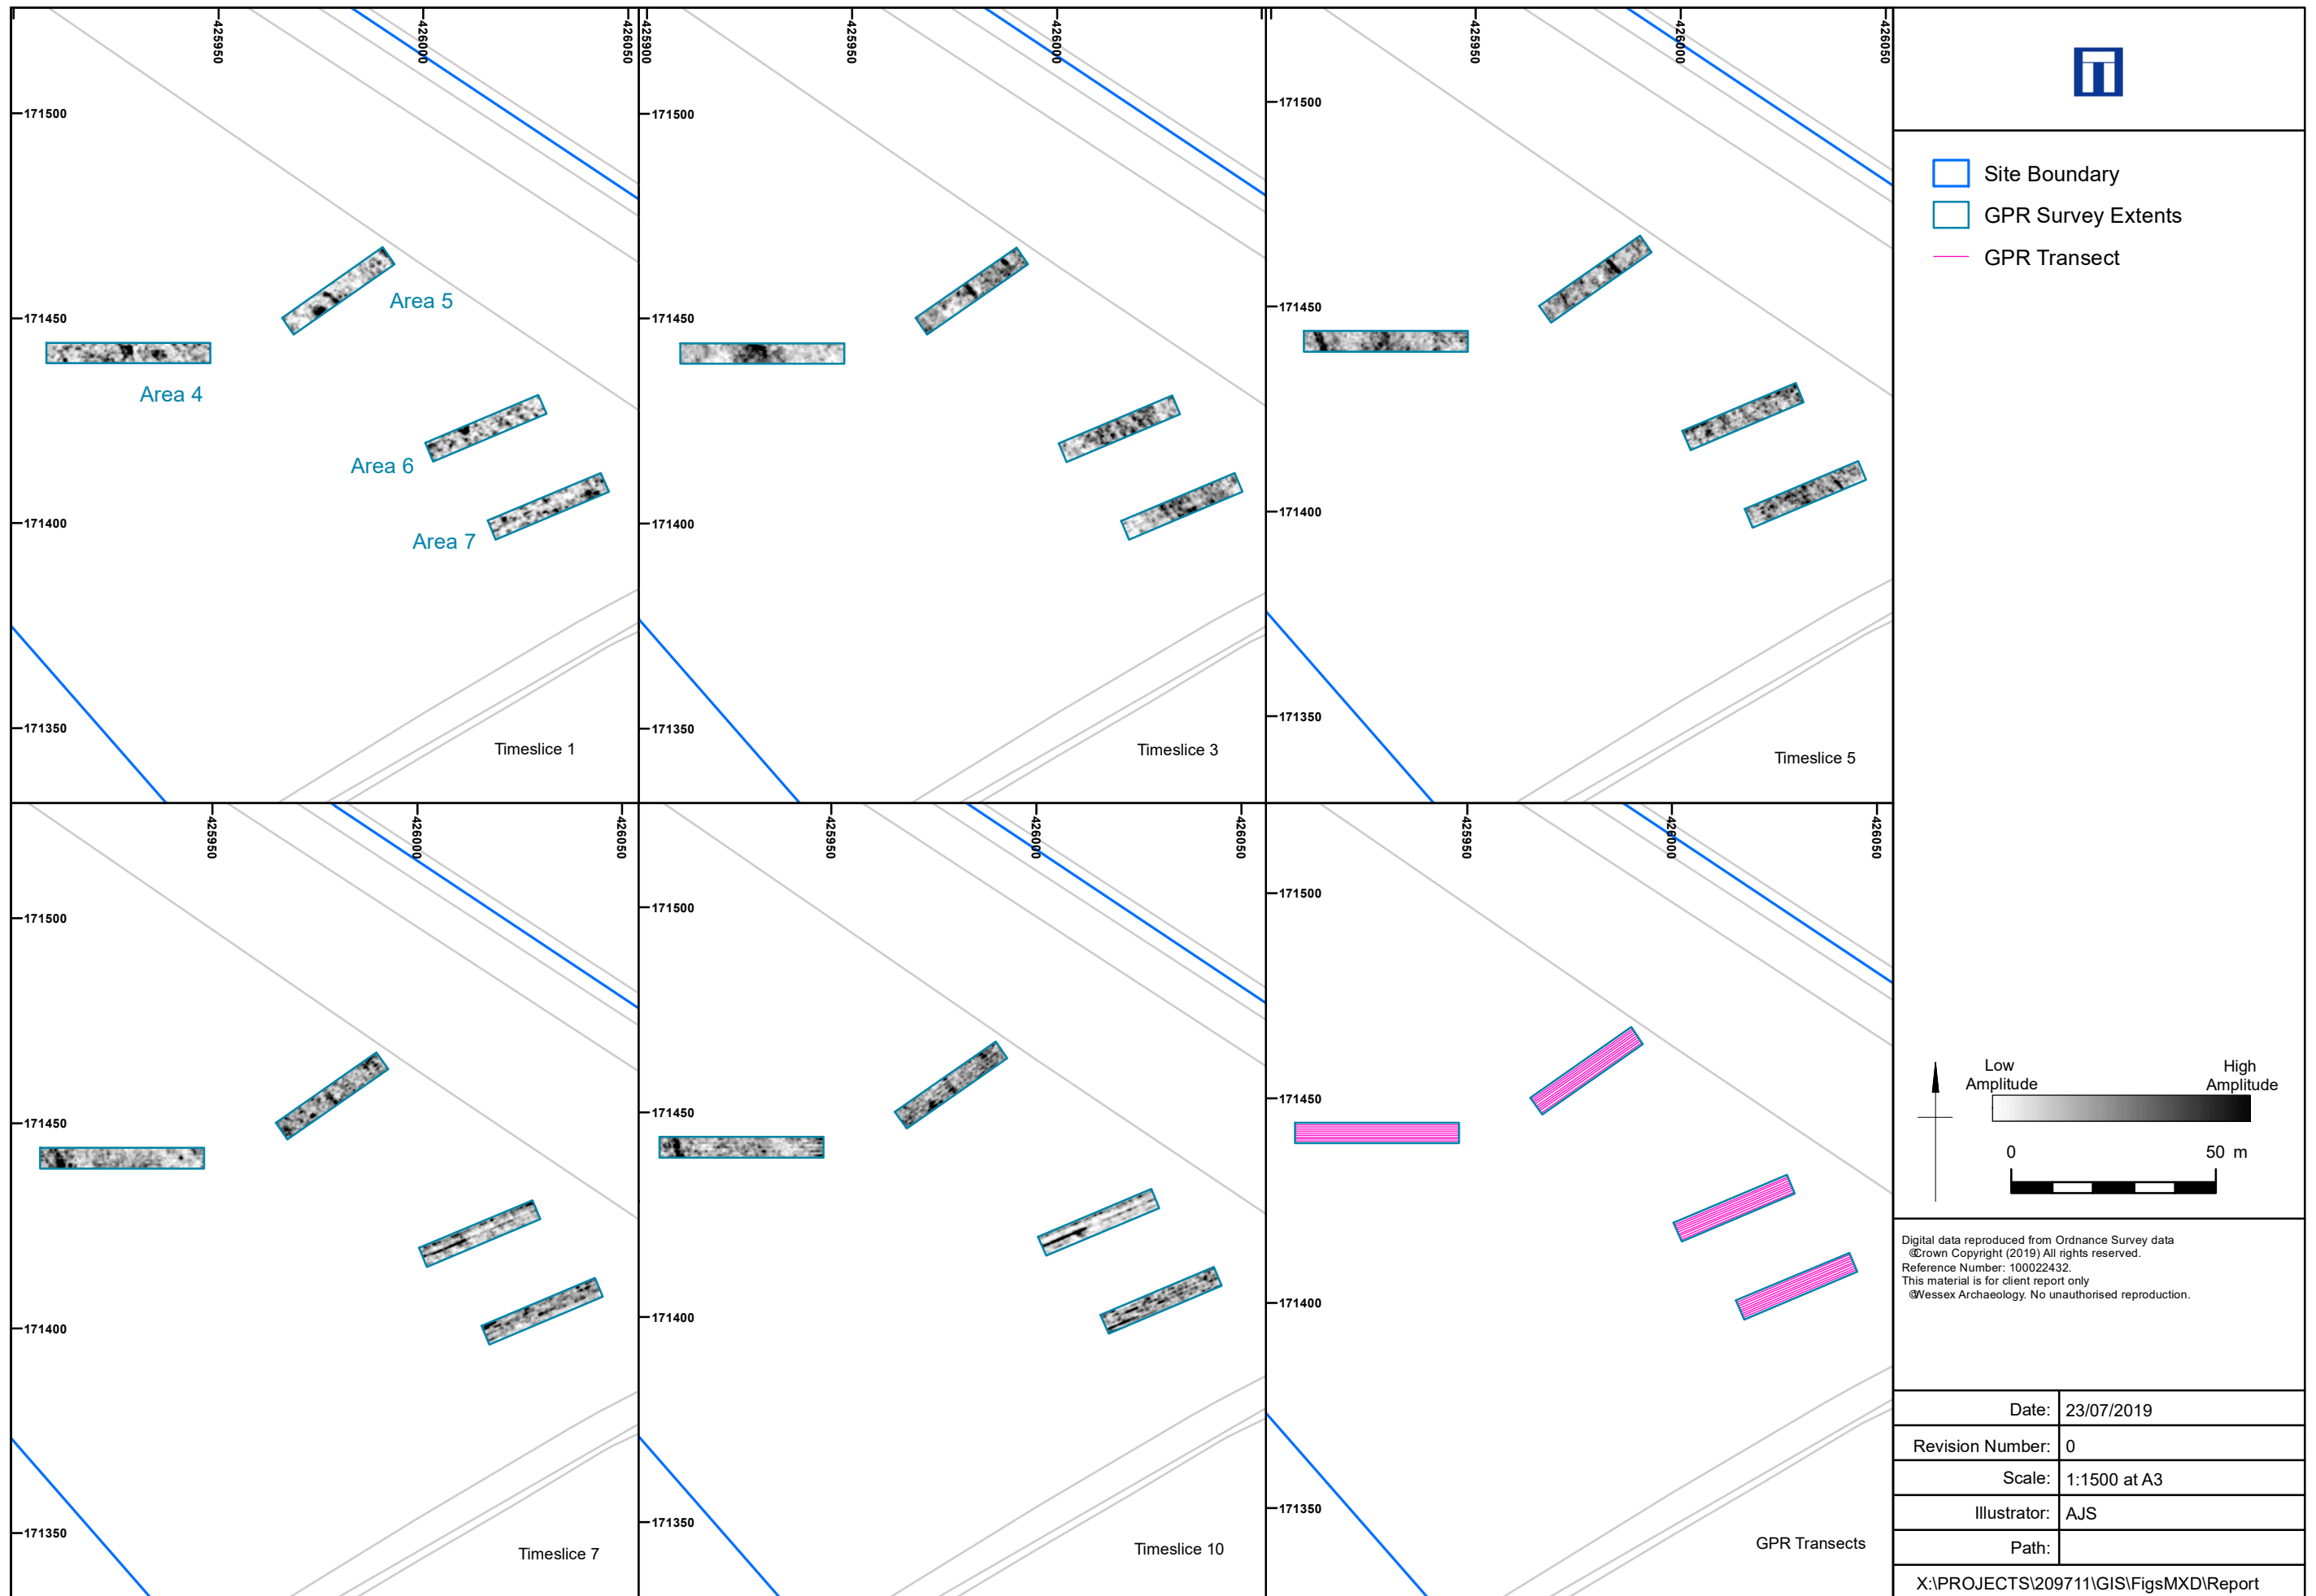 425950
426000
426050
171500
171450
171400
171350
Area 5
Area 4
Area 6
Area 7
Timeslice 1
425900
425950
426000
171500
171450
171400
171350
Timeslice 3
425950
426000
426050
171500
171450
171400
171350
Timeslice 5
425950
426000
426050
171500
171450
171400
171350
Timeslice 7
425950
426000
426050
171500
171450
171400
171350
Timeslice 10
425950
426000
426050
171500
171450
171400
171350
GPR Transects
Site Boundary
GPR Survey Extents
GPR Transect
Low Amplitude
High Amplitude
0 50 m
Digital data reproduced from Ordnance Survey data
©Crown Copyright (2019) All rights reserved.
Reference Number: 100022432.
This material is for client report only
©Wessex Archaeology. No unauthorised reproduction.
Date: 23/07/2019
Revision Number: 0
Scale: 1:1500 at A3
Illustrator: AJS
Path:
X:\PROJECTS\209711\GIS\FigsMXD\Report